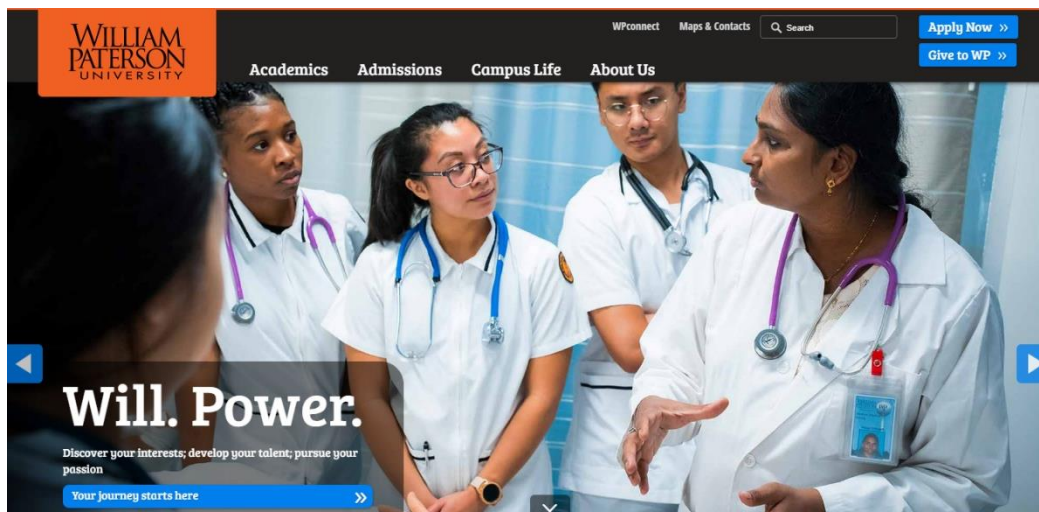 WILLIAM
PATERSON
UNIVERSITY
WPconnect Maps & Contacts Search Apply Now »
Give to WP »
Academics Admissions Campus Life About Us
Will. Power.
Discover your interests; develop your talent; pursue your
passion
Your journey starts here »